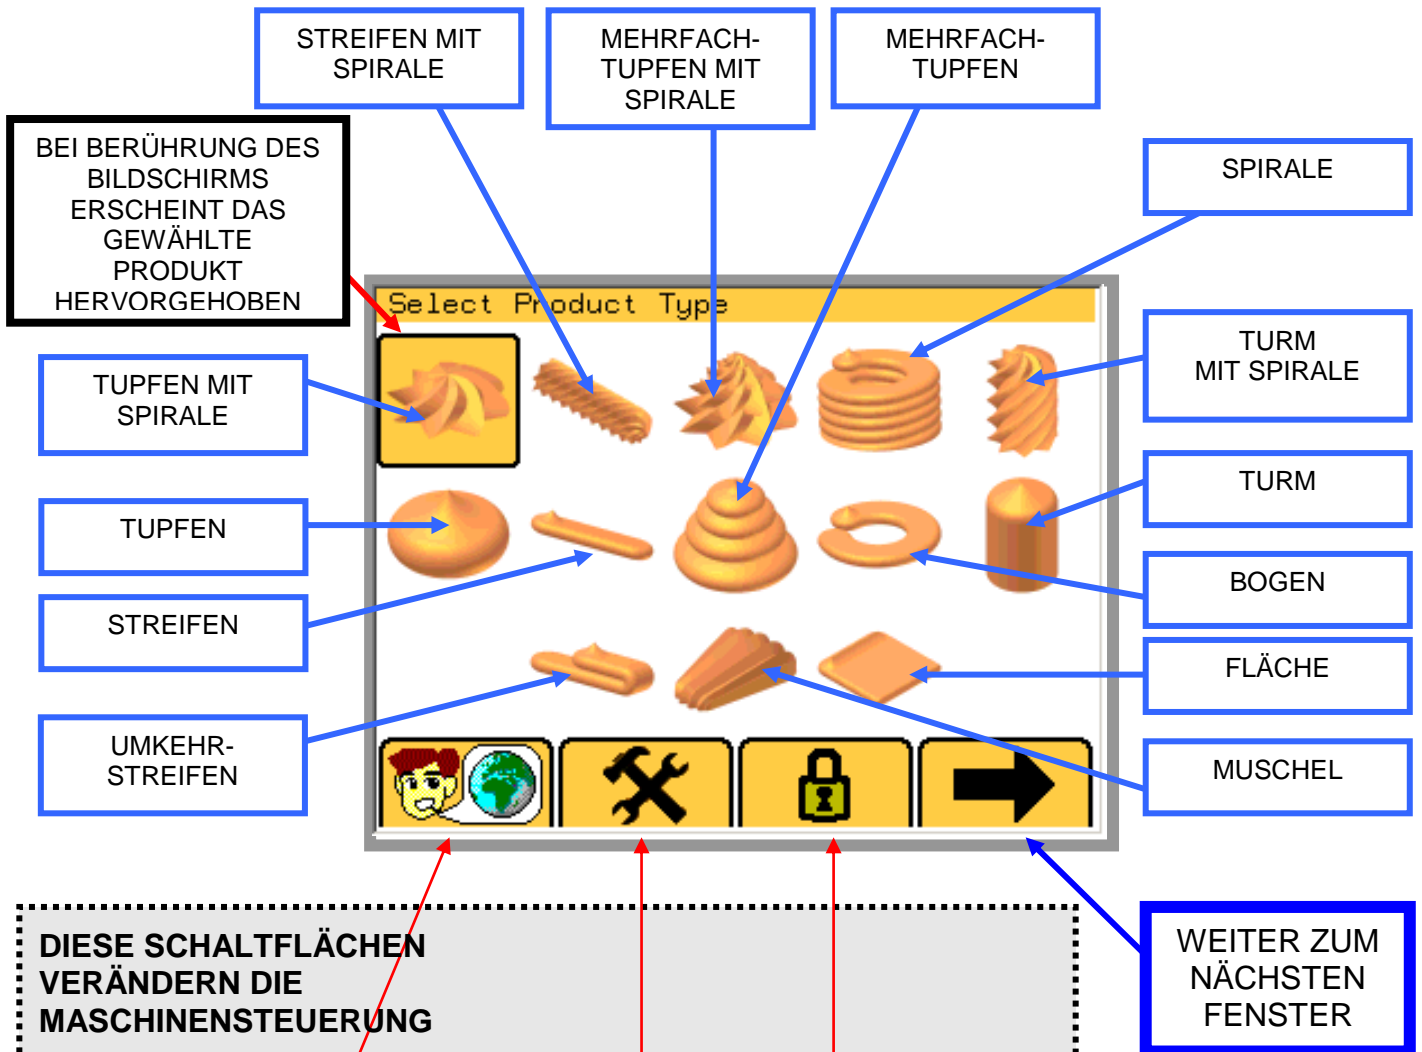 STREIFEN MIT
SPIRALE
MEHRFACH-
TUPFEN MIT
SPIRALE
MEHRFACH-
TUPFEN
BEI BERÜHRUNG DES
BILDSCHIRMS
ERSCHEINT DAS
GEWÄHLTE
PRODUKT
HERVORGEHOBEN
SPIRALE
Select Product Type
TUPFEN MIT
SPIRALE
TURM
MIT SPIRALE
TUPFEN
TURM
STREIFEN
BOGEN
FLÄCHE
UMKEHR-
STREIFEN
MUSCHEL
DIESE SCHALTFLÄCHEN
VERÄNDERN DIE
MASCHINENSTEUERUNG
WEITER ZUM
NÄCHSTEN
FENSTER